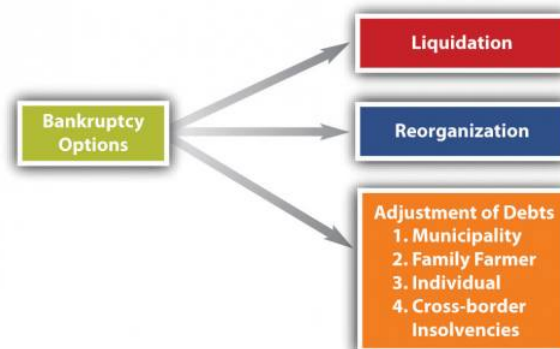 Bankruptcy
Options
Liquidation
Reorganization
Adjustment of Debts
1. Municipality
2. Family Farmer
3. Individual
4. Cross-border
Insolvencies